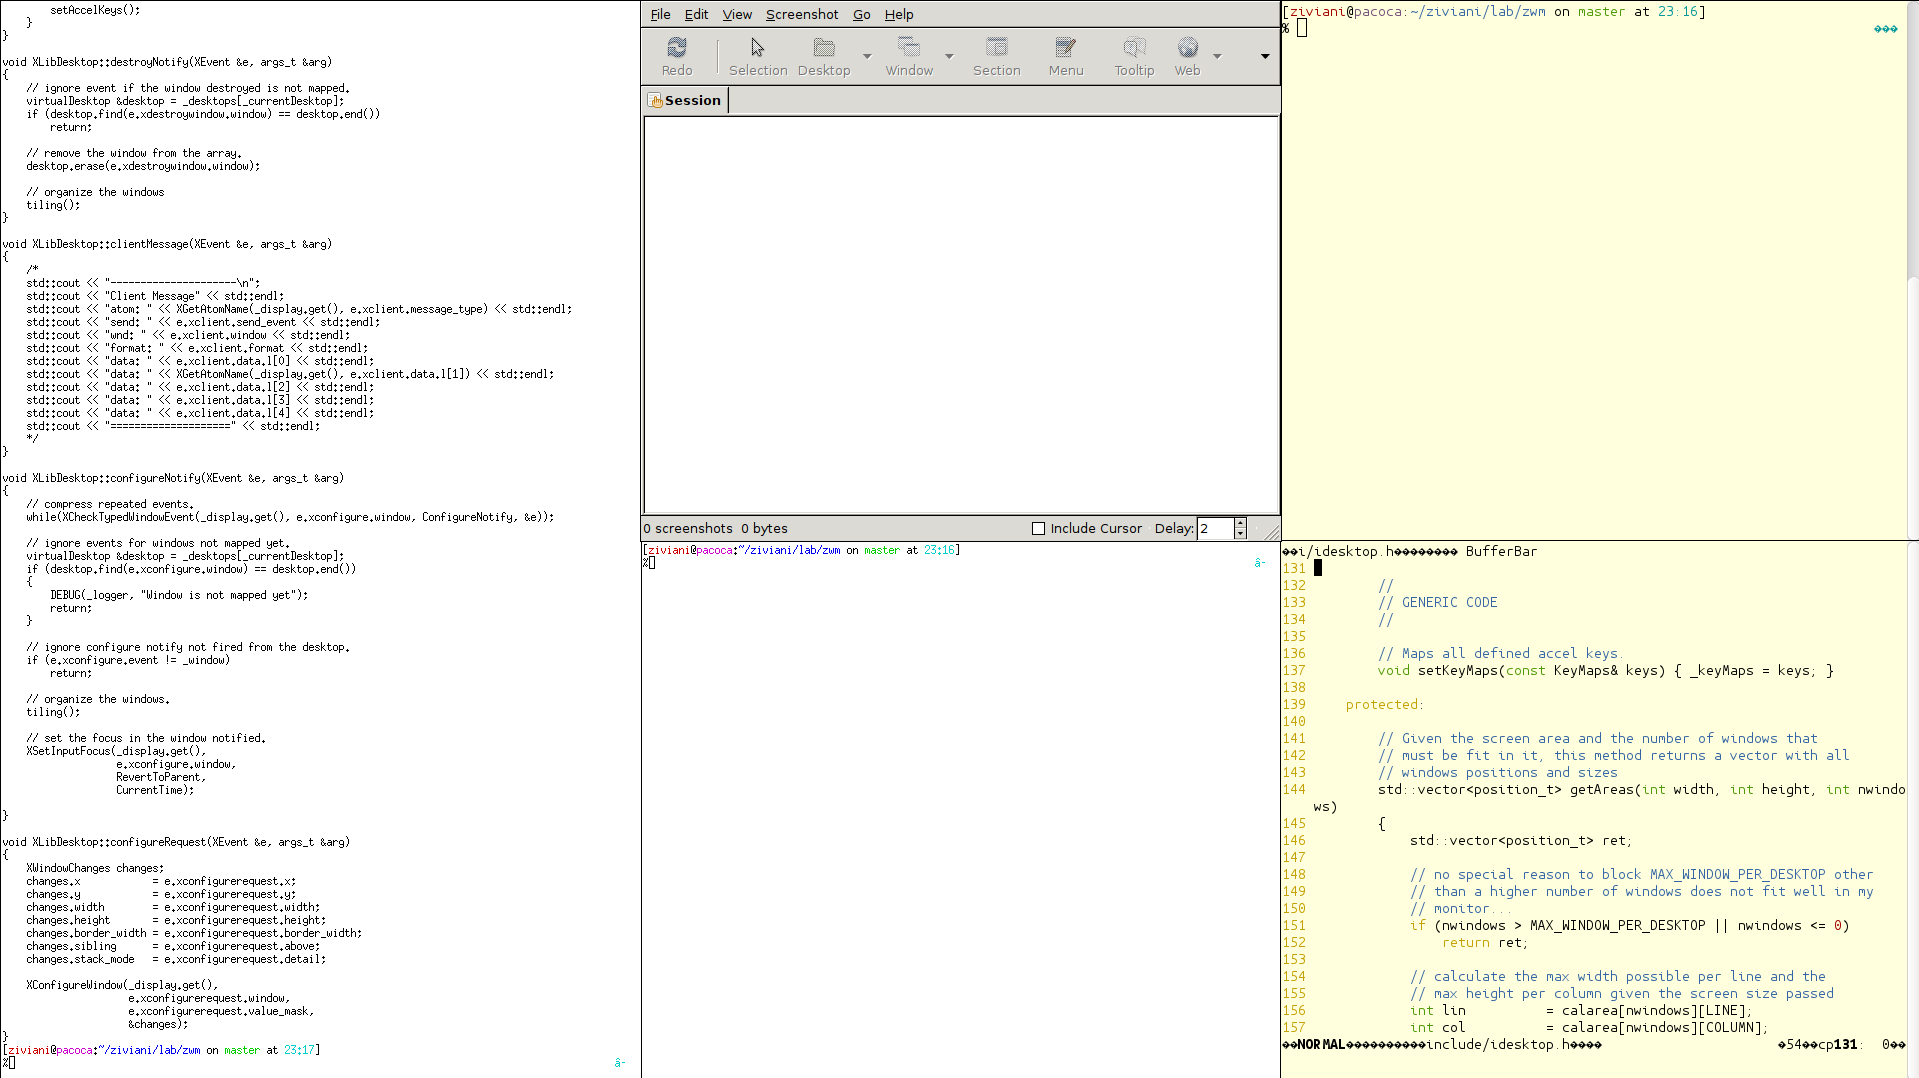 setAccelKeys();
    }
}

void XLibDesktop::destroyNotify(XEvent &e, args_t &arg)
{
    // ignore event if the window destroyed is not mapped.
    virtualDesktop &desktop = _desktops[_currentDesktop];
    if (desktop.find(e.xdestroywindow.window) == desktop.end())
        return;

    // remove the window from the array.
    desktop.erase(e.xdestroywindow.window);

    // organize the windows
    tiling();
}

void XLibDesktop::clientMessage(XEvent &e, args_t &arg)
{
    /*
    std::cout << "---------------------\n";
    std::cout << "Client Message" << std::endl;
    std::cout << "atom: " << XGetAtomName(_display.get(), e.xclient.message_type) << std::endl;
    std::cout << "send: " << e.xclient.send_event << std::endl;
    std::cout << "wnd: " << e.xclient.window << std::endl;
    std::cout << "format: " << e.xclient.format << std::endl;
    std::cout << "data: " << e.xclient.data.l[0] << std::endl;
    std::cout << "data: " << XGetAtomName(_display.get(), e.xclient.data.l[1]) << std::endl;
    std::cout << "data: " << e.xclient.data.l[2] << std::endl;
    std::cout << "data: " << e.xclient.data.l[3] << std::endl;
    std::cout << "data: " << e.xclient.data.l[4] << std::endl;
    std::cout << "====================" << std::endl;
    */
}

void XLibDesktop::configureNotify(XEvent &e, args_t &arg)
{
    // compress repeated events.
    while(XCheckTypedWindowEvent(_display.get(), e.xconfigure.window, ConfigureNotify, &e));

    // ignore events for windows not mapped yet.
    virtualDesktop &desktop = _desktops[_currentDesktop];
    if (desktop.find(e.xconfigure.window) == desktop.end())
    {
        DEBUG(_logger, "Window is not mapped yet");
        return;
    }

    // ignore configure notify not fired from the desktop.
    if (e.xconfigure.event != _window)
        return;

    // organize the windows.
    tiling();

    // set the focus in the window notified.
    XSetInputFocus(_display.get(),
                   e.xconfigure.window,
                   RevertToParent,
                   CurrentTime);

}

void XLibDesktop::configureRequest(XEvent &e, args_t &arg)
{
    XWindowChanges changes;
    changes.x            = e.xconfigurerequest.x;
    changes.y            = e.xconfigurerequest.y;
    changes.width        = e.xconfigurerequest.width;
    changes.height       = e.xconfigurerequest.height;
    changes.border_width = e.xconfigurerequest.border_width;
    changes.sibling      = e.xconfigurerequest.above;
    changes.stack_mode   = e.xconfigurerequest.detail;

    XConfigureWindow(_display.get(),
                     e.xconfigurerequest.window,
                     e.xconfigurerequest.value_mask,
                     &changes);
}
[ziviani@pacoca:~/ziviani/lab/zwm on master at 23:17]
% â-
File Edit View Screenshot Go Help
Redo Selection Desktop Window Section Menu Tooltip Web
Session
0 screenshots 0 bytes Include Cursor Delay: 2
[ziviani@pacoca:~/ziviani/lab/zwm on master at 23:16]
% â-
[ziviani@pacoca:~/ziviani/lab/zwm on master at 23:16]
% ���
��i/idesktop.h�������� BufferBar
131
132         //
133         // GENERIC CODE
134         //
135
136         // Maps all defined accel keys.
137         void setKeyMaps(const KeyMaps& keys) { _keyMaps = keys; }
138
139     protected:
140
141         // Given the screen area and the number of windows that
142         // must be fit in it, this method returns a vector with all
143         // windows positions and sizes
144         std::vector<position_t> getAreas(int width, int height, int nwindo
ws)
145         {
146             std::vector<position_t> ret;
147
148             // no special reason to block MAX_WINDOW_PER_DESKTOP other
149             // than a higher number of windows does not fit well in my
150             // monitor...
151             if (nwindows > MAX_WINDOW_PER_DESKTOP || nwindows <= 0)
152                 return ret;
153
154             // calculate the max width possible per line and the
155             // max height per column given the screen size passed
156             int lin          = calarea[nwindows][LINE];
157             int col          = calarea[nwindows][COLUMN];
��NORMAL����������include/idesktop.h���� �54��cp131:  0��